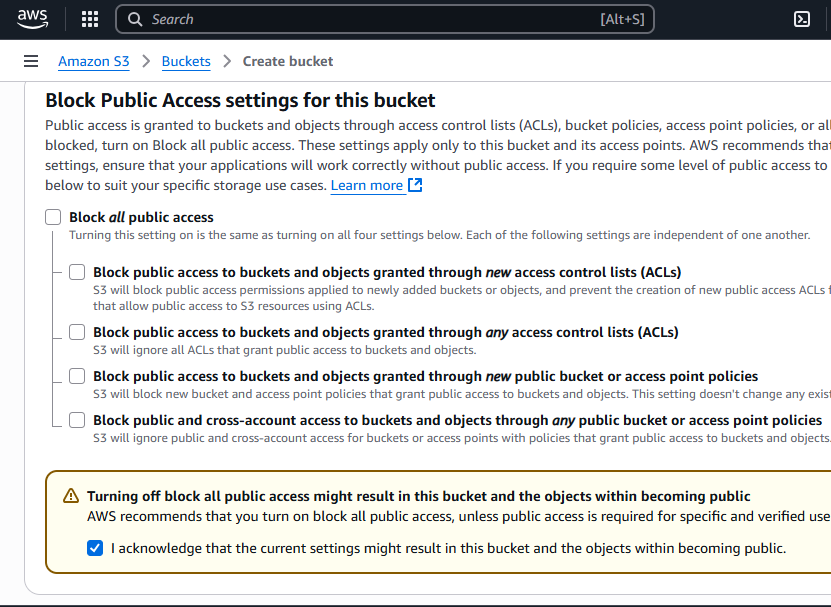 aws
Search [Alt+S]
Amazon S3 > Buckets > Create bucket
Block Public Access settings for this bucket
Public access is granted to buckets and objects through access control lists (ACLs), bucket policies, access point policies, or
blocked, turn on Block all public access. These settings apply only to this bucket and its access points. AWS recommends
settings, ensure that your applications will work correctly without public access. If you require some level of public access to
below to suit your specific storage use cases. Learn more
Block all public access
Turning this setting on is the same as turning on all four settings below. Each of the following settings are independent of one another.
Block public access to buckets and objects granted through new access control lists (ACLs)
S3 will block public access permissions applied to newly added buckets or objects, and prevent the creation of new public access ACLs
that allow public access to S3 resources using ACLs.
Block public access to buckets and objects granted through any access control lists (ACLs)
S3 will ignore all ACLs that grant public access to buckets and objects.
Block public access to buckets and objects granted through new public bucket or access point policies
S3 will block new bucket and access point policies that grant public access to buckets and objects. This setting doesn't change any
Block public and cross-account access to buckets and objects through any public bucket or access point policies
S3 will ignore public and cross-account access for buckets or access points with policies that grant public access to buckets and objects.
Turning off block all public access might result in this bucket and the objects within becoming public
AWS recommends that you turn on block all public access, unless public access is required for specific and verified use
I acknowledge that the current settings might result in this bucket and the objects within becoming public.